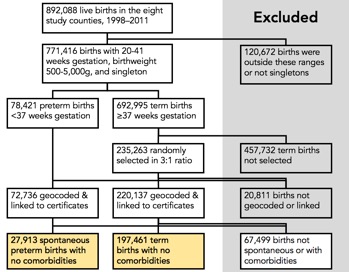 892,088 live births in the eight
study counties, 1998–2011
Excluded
771,416 births with 20-41
weeks gestation, birthweight
500-5,000g, and singleton
120,672 births were
outside these ranges
or not singletons
78,421 preterm births
<37 weeks gestation
692,995 term births
≥37 weeks gestation
235,263 randomly
selected in 3:1 ratio
457,732 term births
not selected
72,736 geocoded &
linked to certificates
220,137 geocoded &
linked to certificates
20,811 births not
geocoded or linked
27,913 spontaneous
preterm births with
no comorbidities
197,461 term
births with no
comorbidities
67,499 births not
spontaneous or with
comorbidities